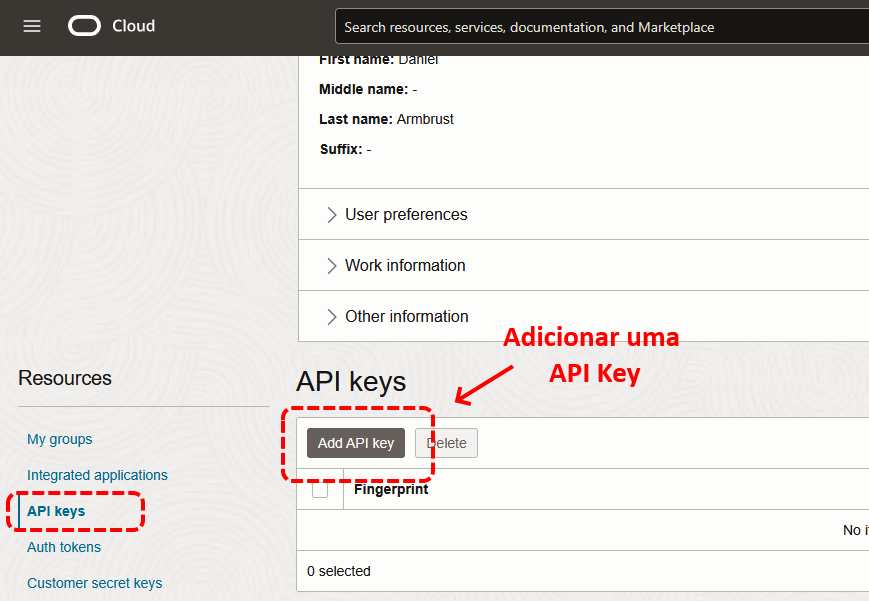 Cloud
Search resources, services, documentation, and Marketplace
First name: Daniel
Middle name: -
Last name: Armbrust
Suffix: -
User preferences
Work information
Other information
Adicionar uma
API Key
Resources
My groups
Integrated applications
API keys
Auth tokens
Customer secret keys
API keys
Add API key
Delete
Fingerprint
No
0 selected